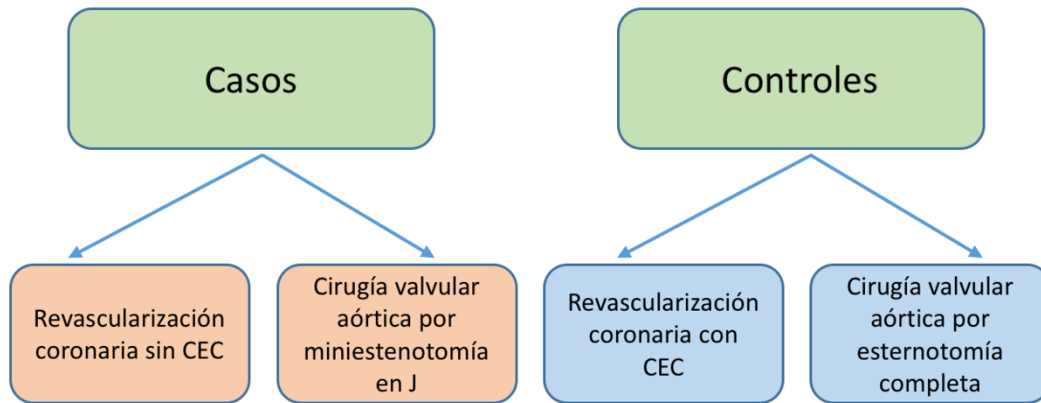 Casos
Controles
Revascularización
coronaria sin CEC
Cirugía valvular
aórtica por
miniestenotomía
en J
Revascularización
coronaria con
CEC
Cirugía valvular
aórtica por
esternotomía
completa